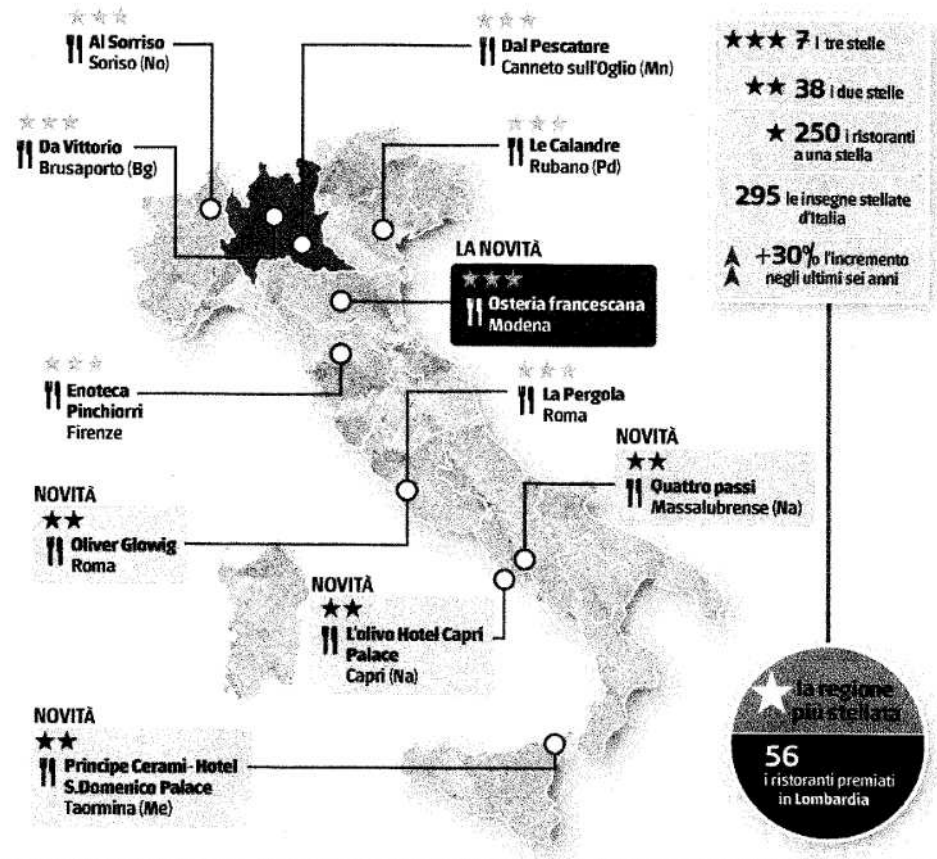 ★★★
Al Sorriso
Soriso (No)
★★★
Dal Pescatore
Canneto sull'Oglio (Mn)
★★★
Da Vittorio
Brusaporto (Bg)
★★★
Le Calandre
Rubano (Pd)
LA NOVITÀ
★★★
Osteria francescana
Modena
★★★
Enoteca
Pinchiorri
Firenze
★★★
La Pergola
Roma
NOVITÀ
★★
Quattro passi
Massalubrense (Na)
NOVITÀ
★★
Oliver Glowig
Roma
NOVITÀ
★★
L'olivo Hotel Capri
Palace
Capri (Na)
NOVITÀ
★★
Principe Cerami - Hotel
S.Domenico Palace
Taormina (Me)
★★★ 7 i tre stelle
★★ 38 i due stelle
★ 250 i ristoranti
a una stella
295 le insegne stellate
d'Italia
+30% l'incremento
negli ultimi sei anni
la regione
più stellata
56
i ristoranti premiati
in Lombardia